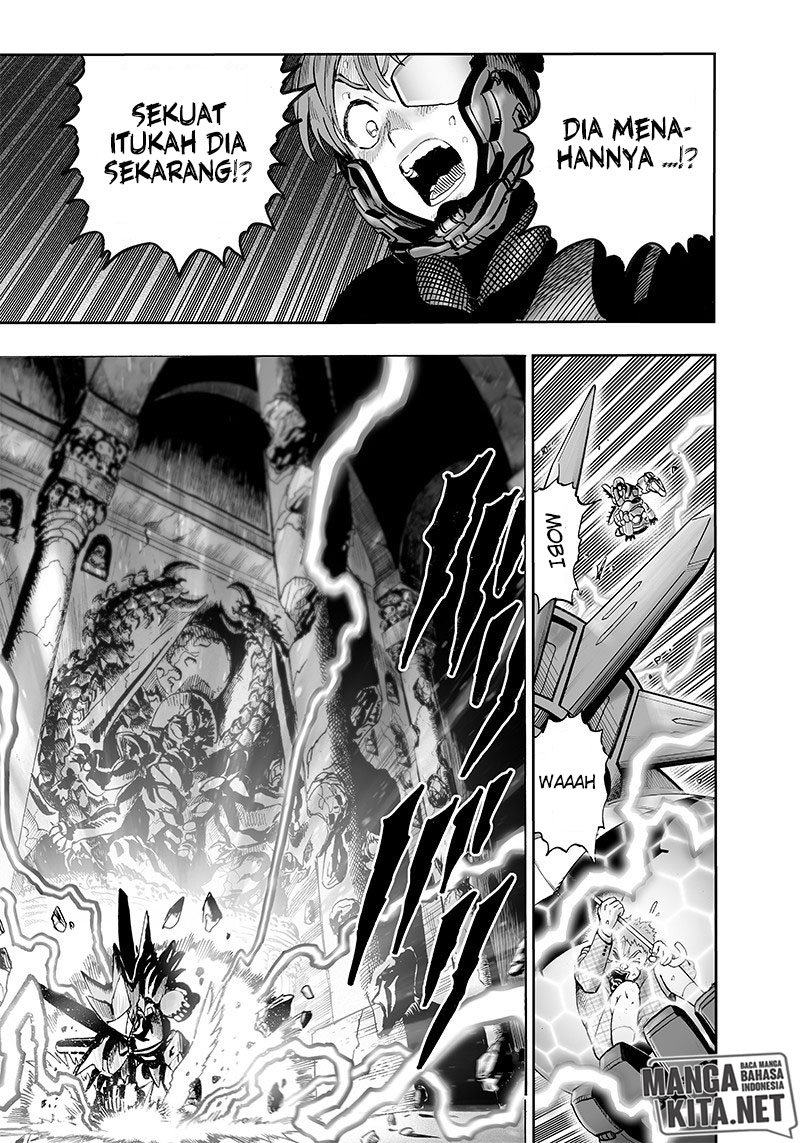 DIA MENA-
HANNYA ...!?
SEKUAT
ITUKAH DIA
SEKARANG!?
MOBI
WAAAH
MANGA
KITA.NET
BACA MANGA
BAHASA
INDONESIA